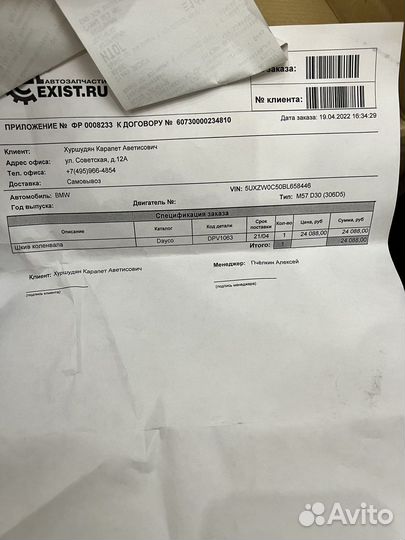 АВТОЗАПЧАСТИ
EXIST.RU
заказа:
№ клиента:
ПРИЛОЖЕНИЕ № ФР 0008233 К ДОГОВОРУ № 60730000234810
Дата заказа: 19.04.2022 16:34:29
Клиент: Хуршудян Карапет Аветисович
Адрес офиса: ул. Советская, д.12А
Тел. офиса: +7(495)966-4854
Доставка: Самовывоз
Автомобиль: BMW VIN: 5UXZW0C50BL658446
Год выпуска: Двигатель №: Тип: M57 D30 (306D5)
Спецификация заказа
Описание Каталог Код детали Срок поставки Кол-во Цена, руб Сумма, руб
Шкив коленвала Dayco DPV1063 21/04 1 24 088,00 24 088,00
Итого: 1 24 088,00
Клиент: Хуршудян Карапет Аветисович Менеджер: Пчёлкин Алексей
(подпись клиента) (подпись менеджера)
Avito